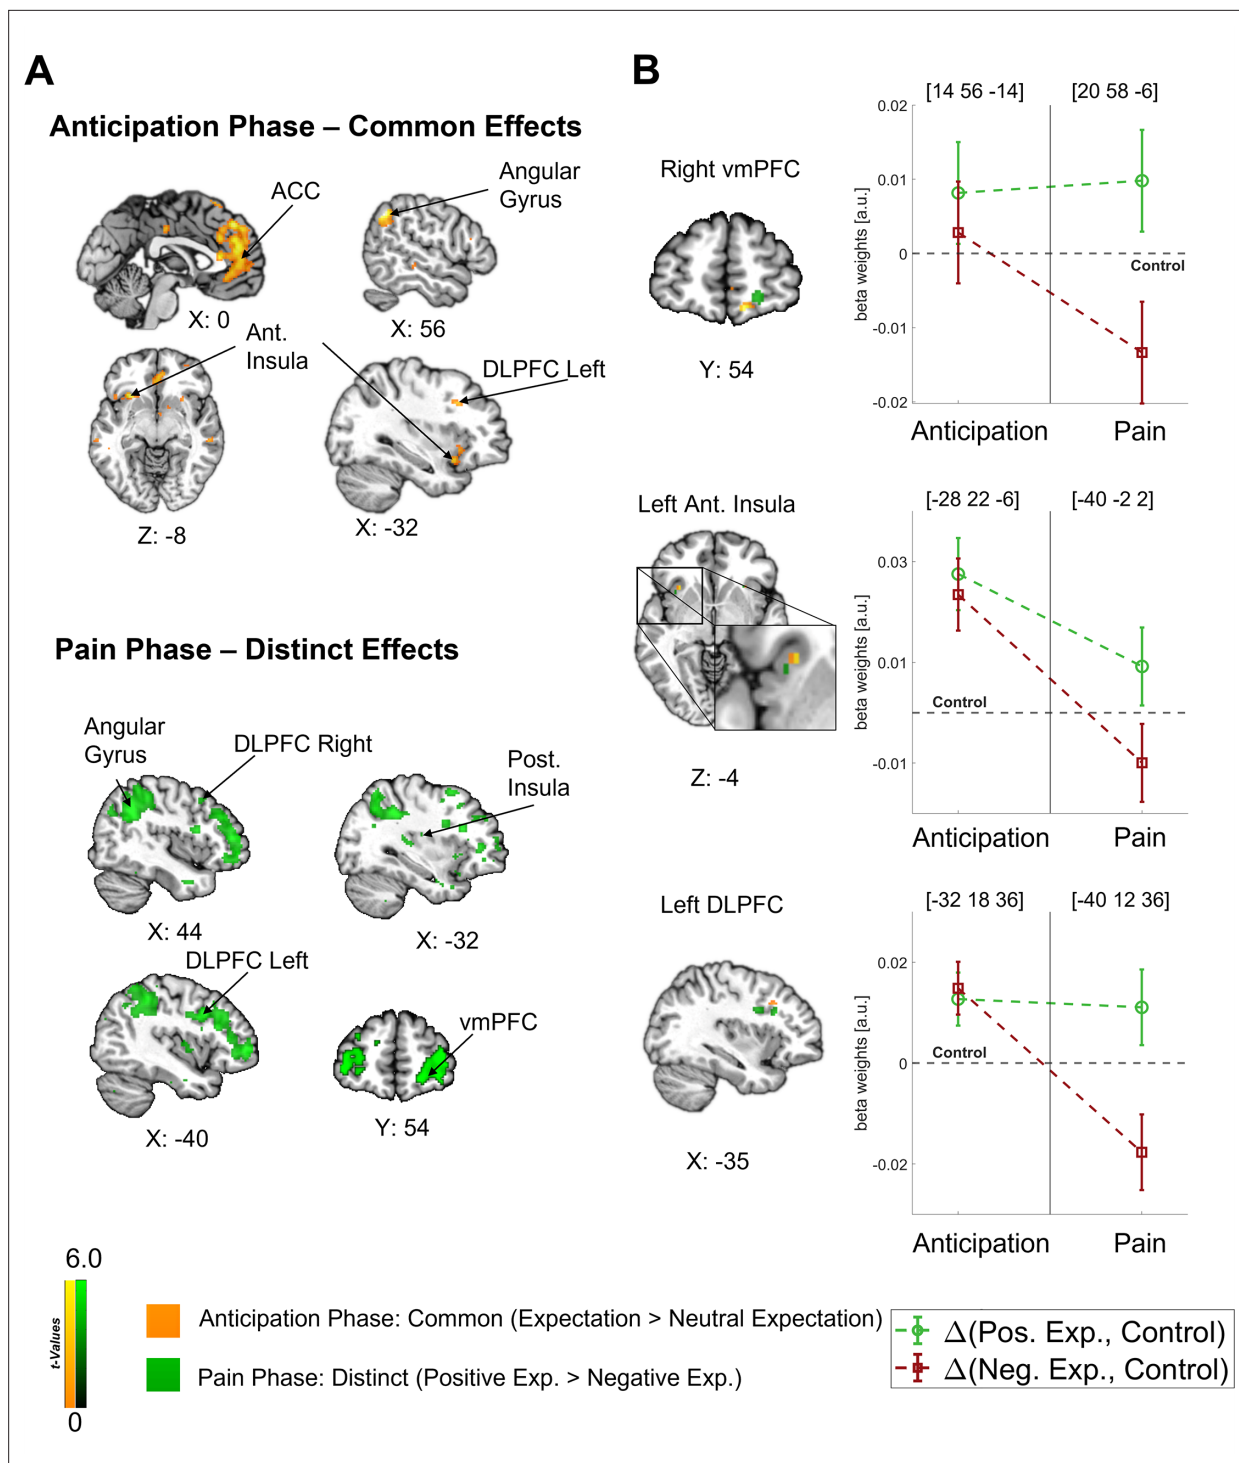 A
Anticipation Phase – Common Effects
ACC
Angular
Gyrus
X: 0
X: 56
Ant.
Insula
DLPFC Left
Z: -8
X: -32
Pain Phase – Distinct Effects
Angular
Gyrus
DLPFC Right
Post.
Insula
X: 44
X: -32
DLPFC Left
vmPFC
X: -40
Y: 54
6.0
t-Values
0
Anticipation Phase: Common (Expectation > Neutral Expectation)
Pain Phase: Distinct (Positive Exp. > Negative Exp.)
B
Right vmPFC
Y: 54
[14 56 -14]
[20 58 -6]
beta weights [a.u.]
0.02
0.01
0
-0.01
-0.02
Control
Anticipation
Pain
Left Ant. Insula
Z: -4
[-28 22 -6]
[-40 -2 2]
beta weights [a.u.]
0.03
0.01
-0.01
Control
Anticipation
Pain
Left DLPFC
X: -35
[-32 18 36]
[-40 12 36]
beta weights [a.u.]
0.02
0
-0.02
Control
Anticipation
Pain
Δ(Pos. Exp., Control)
Δ(Neg. Exp., Control)